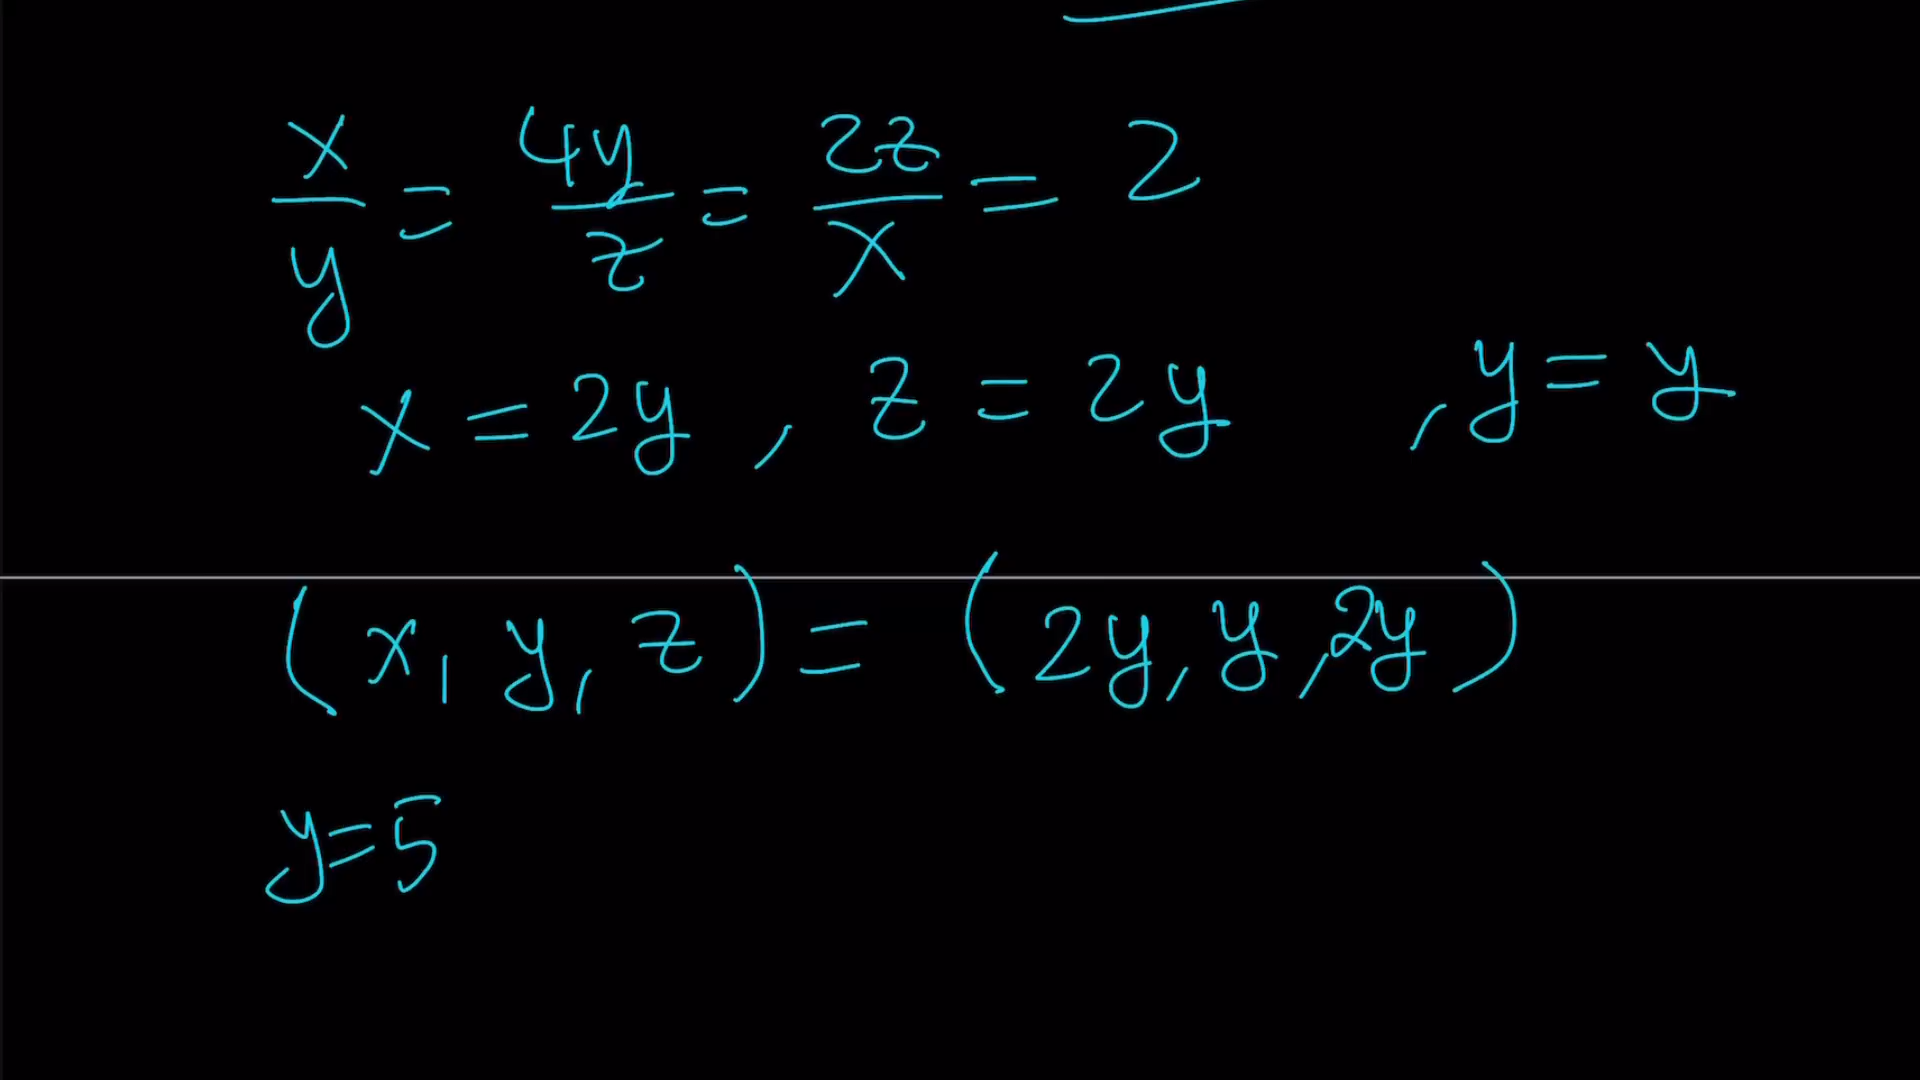 x/y = 4y/z = 2z/x = 2
x = 2y , z = 2y , y = y
(x, y, z) = (2y, y, 2y)
y = 5